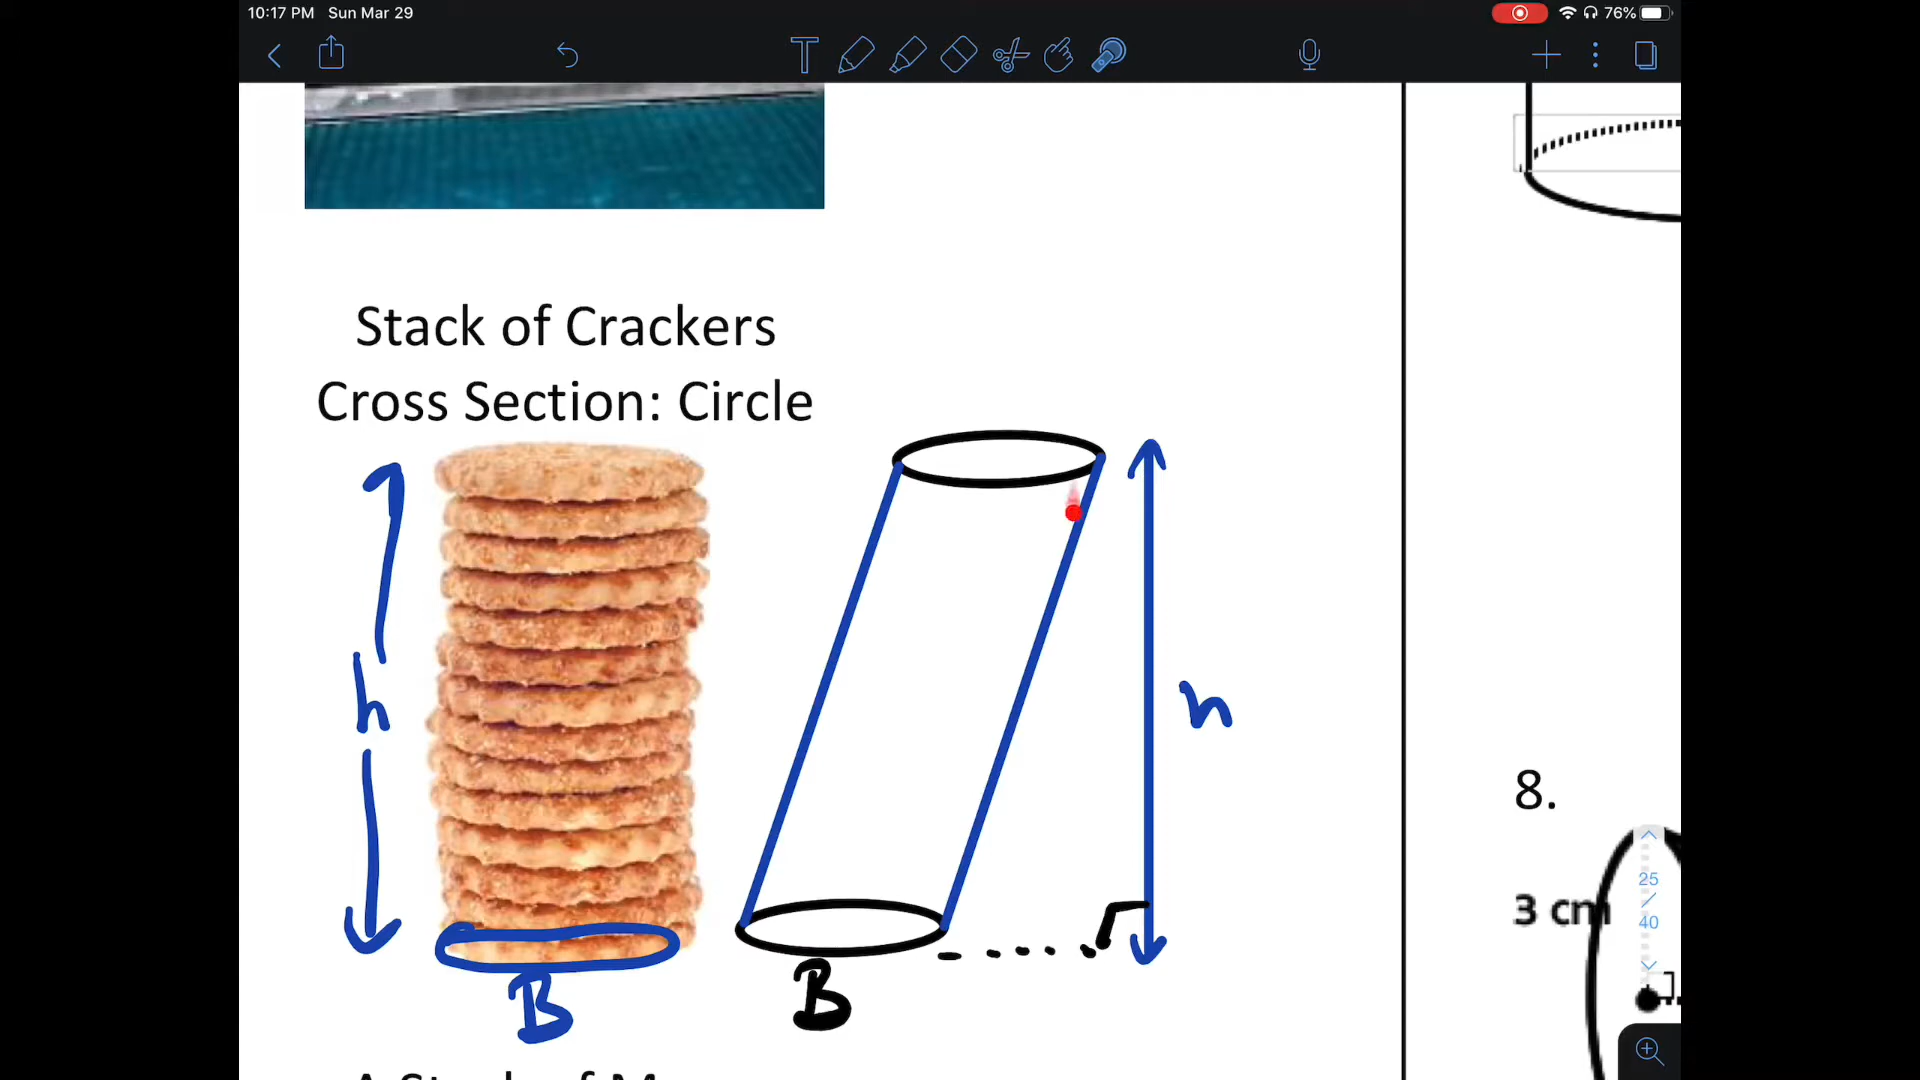 10:17 PM Sun Mar 29
76%
Stack of Crackers
Cross Section: Circle
h
h
B
B
8.
3 cm
25
40